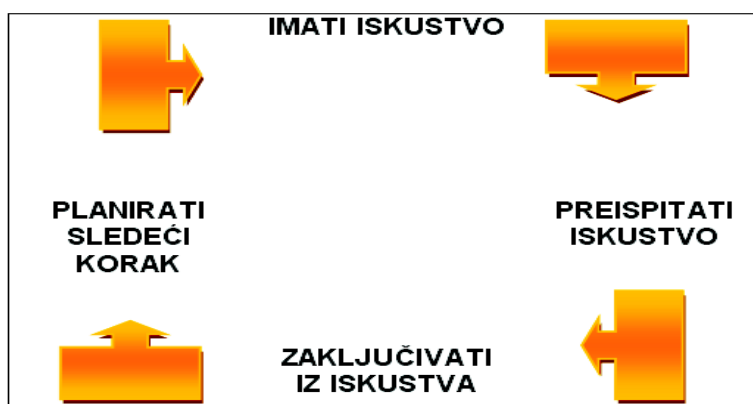 IMATI ISKUSTVO
PLANIRATI
SLEDEĆI
KORAK
PREISPITATI
ISKUSTVO
ZAKLJUČIVATI
IZ ISKUSTVA